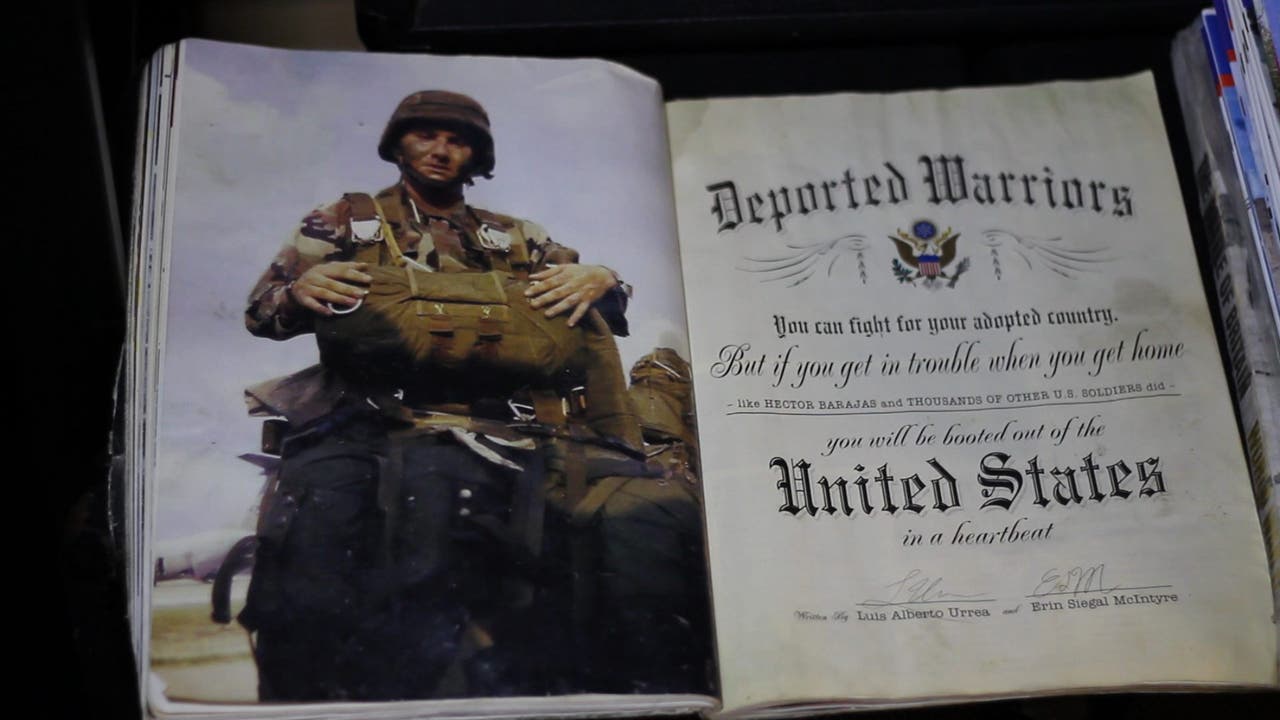 Deported Warriors
You can fight for your adopted country.
But if you get in trouble when you get home
- like HECTOR BARAJAS and THOUSANDS OF OTHER U.S. SOLDIERS did -
you will be booted out of the
United States
in a heartbeat
Written By Luis Alberto Urrea and Erin Siegal McIntyre